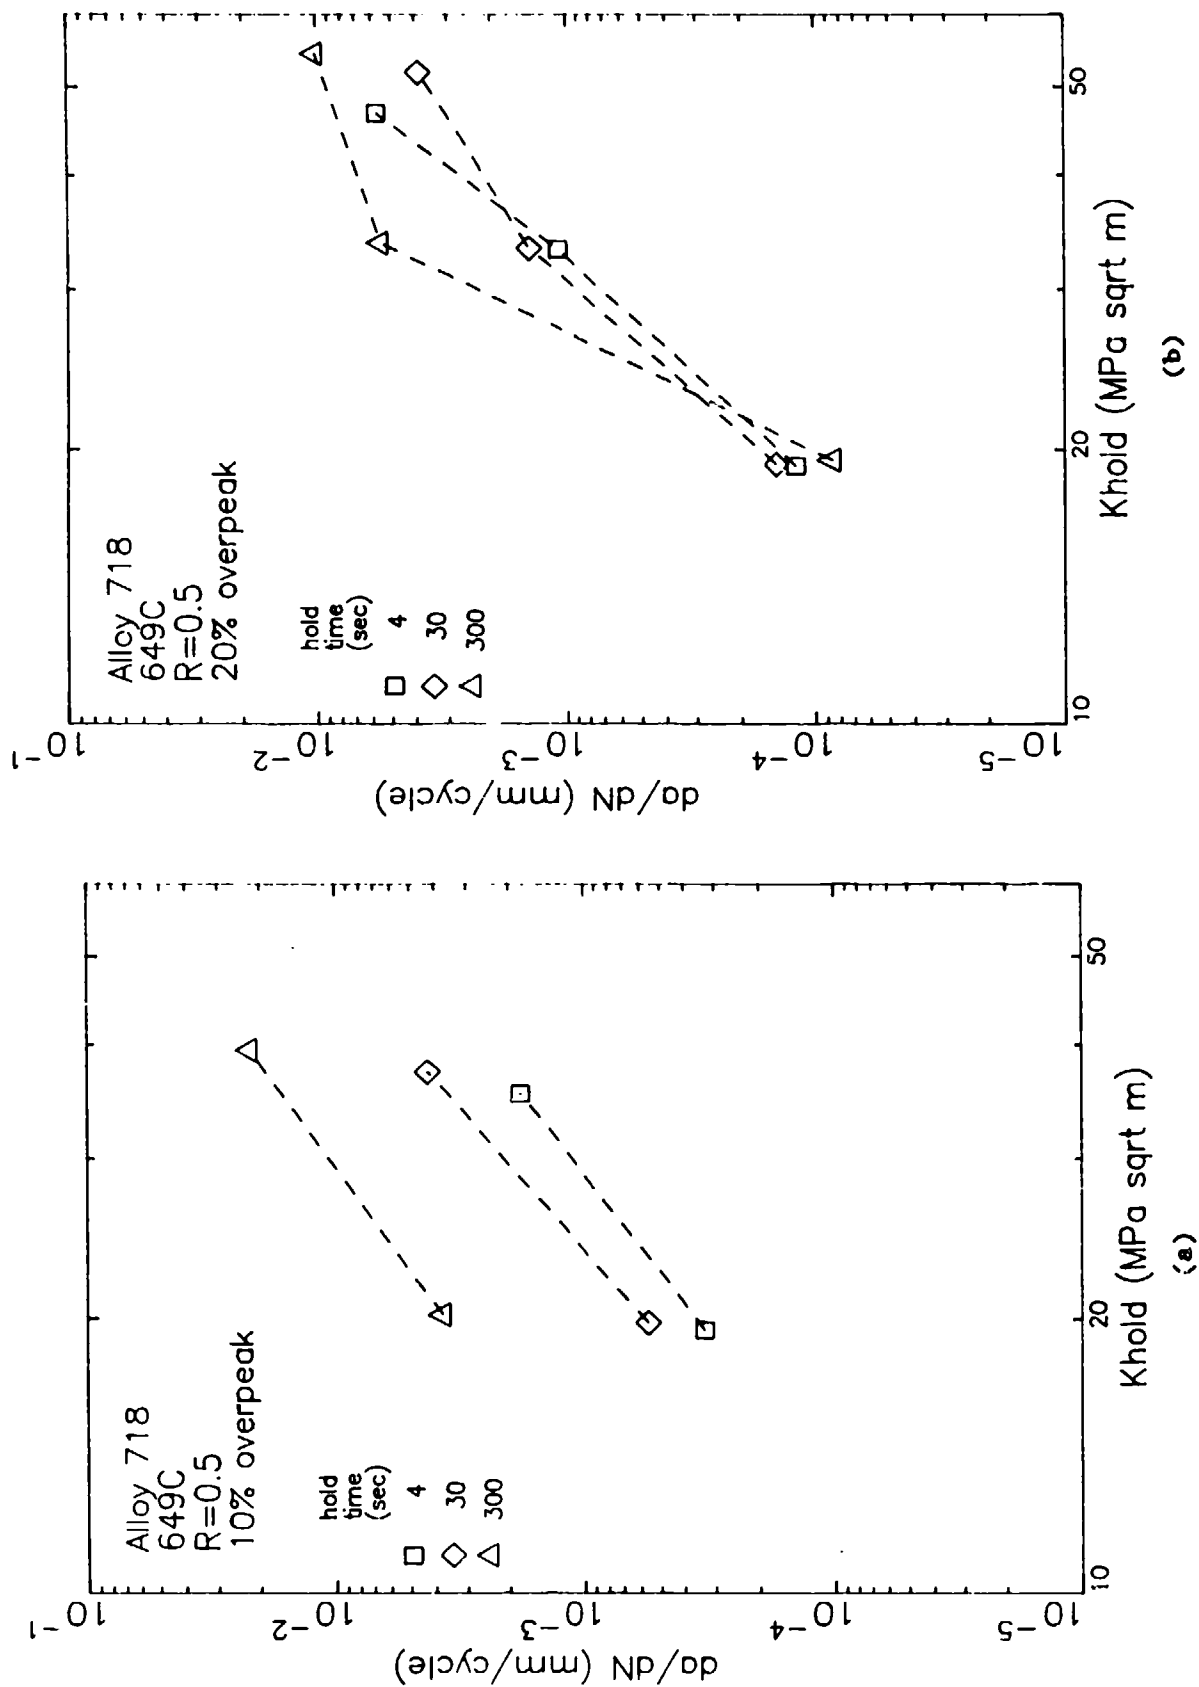 Alloy 718
649C
R=0.5
10% overpeak
hold
time
(sec)
4
30
300
10⁻¹
10⁻²
10⁻³
10⁻⁴
10⁻⁵
da/dN (mm/cycle)
10
20
50
Khold (MPa sqrt m)
(a)
Alloy 718
649C
R=0.5
20% overpeak
hold
time
(sec)
4
30
300
10⁻¹
10⁻²
10⁻³
10⁻⁴
10⁻⁵
da/dN (mm/cycle)
10
20
50
Khold (MPa sqrt m)
(b)